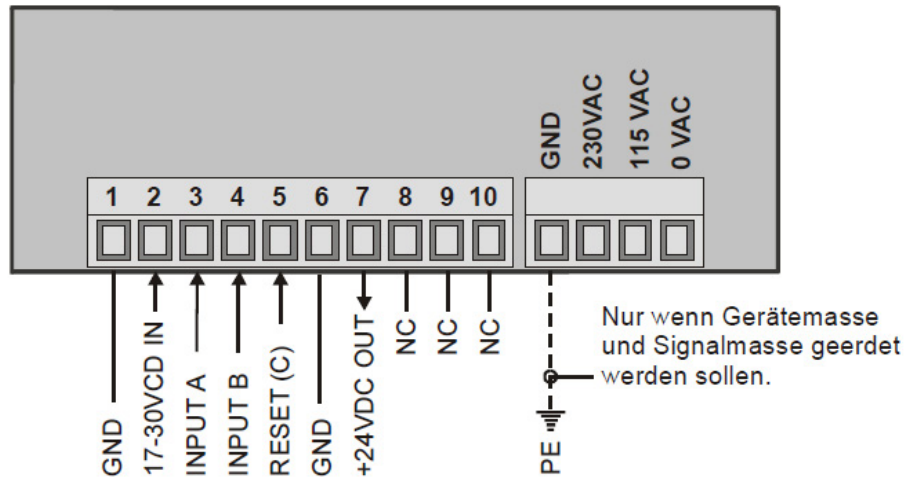 GND
230VAC
115 VAC
0 VAC
1 2 3 4 5 6 7 8 9 10
GND
17-30VCD IN
INPUT A
INPUT B
RESET (C)
GND
+24VDC OUT
NC
NC
NC
PE
Nur wenn Gerätemasse
und Signalmasse geerdet
werden sollen.